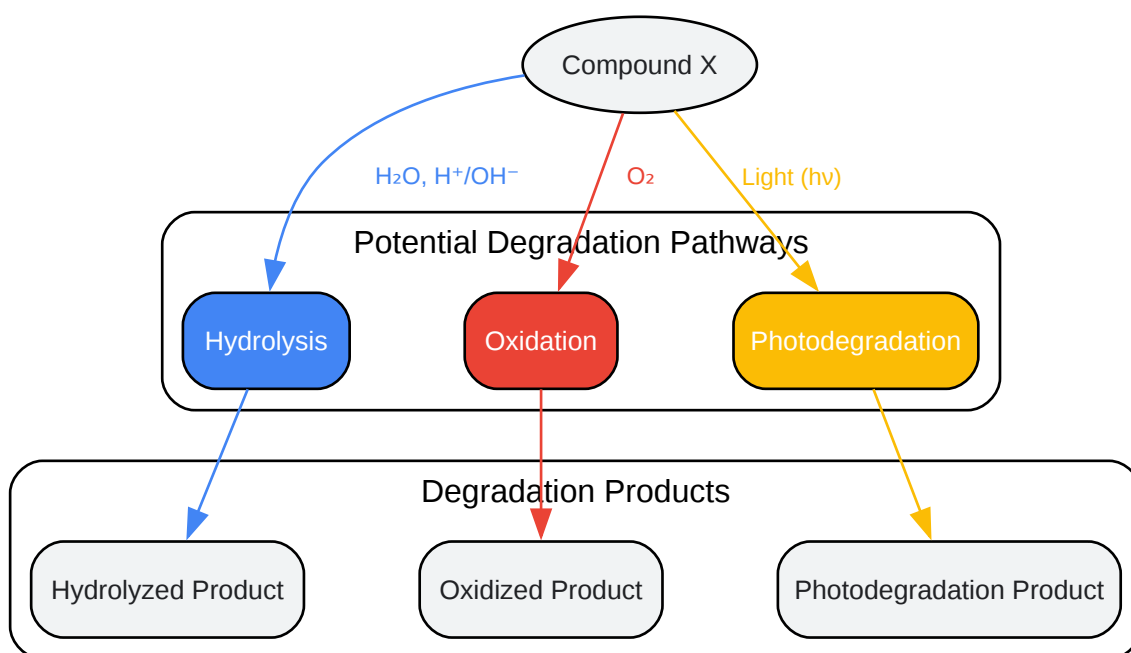 Compound X
H₂O, H⁺/OH⁻
O₂
Light (hν)
Potential Degradation Pathways
Hydrolysis
Oxidation
Photodegradation
Degradation Products
Hydrolyzed Product
Oxidized Product
Photodegradation Product